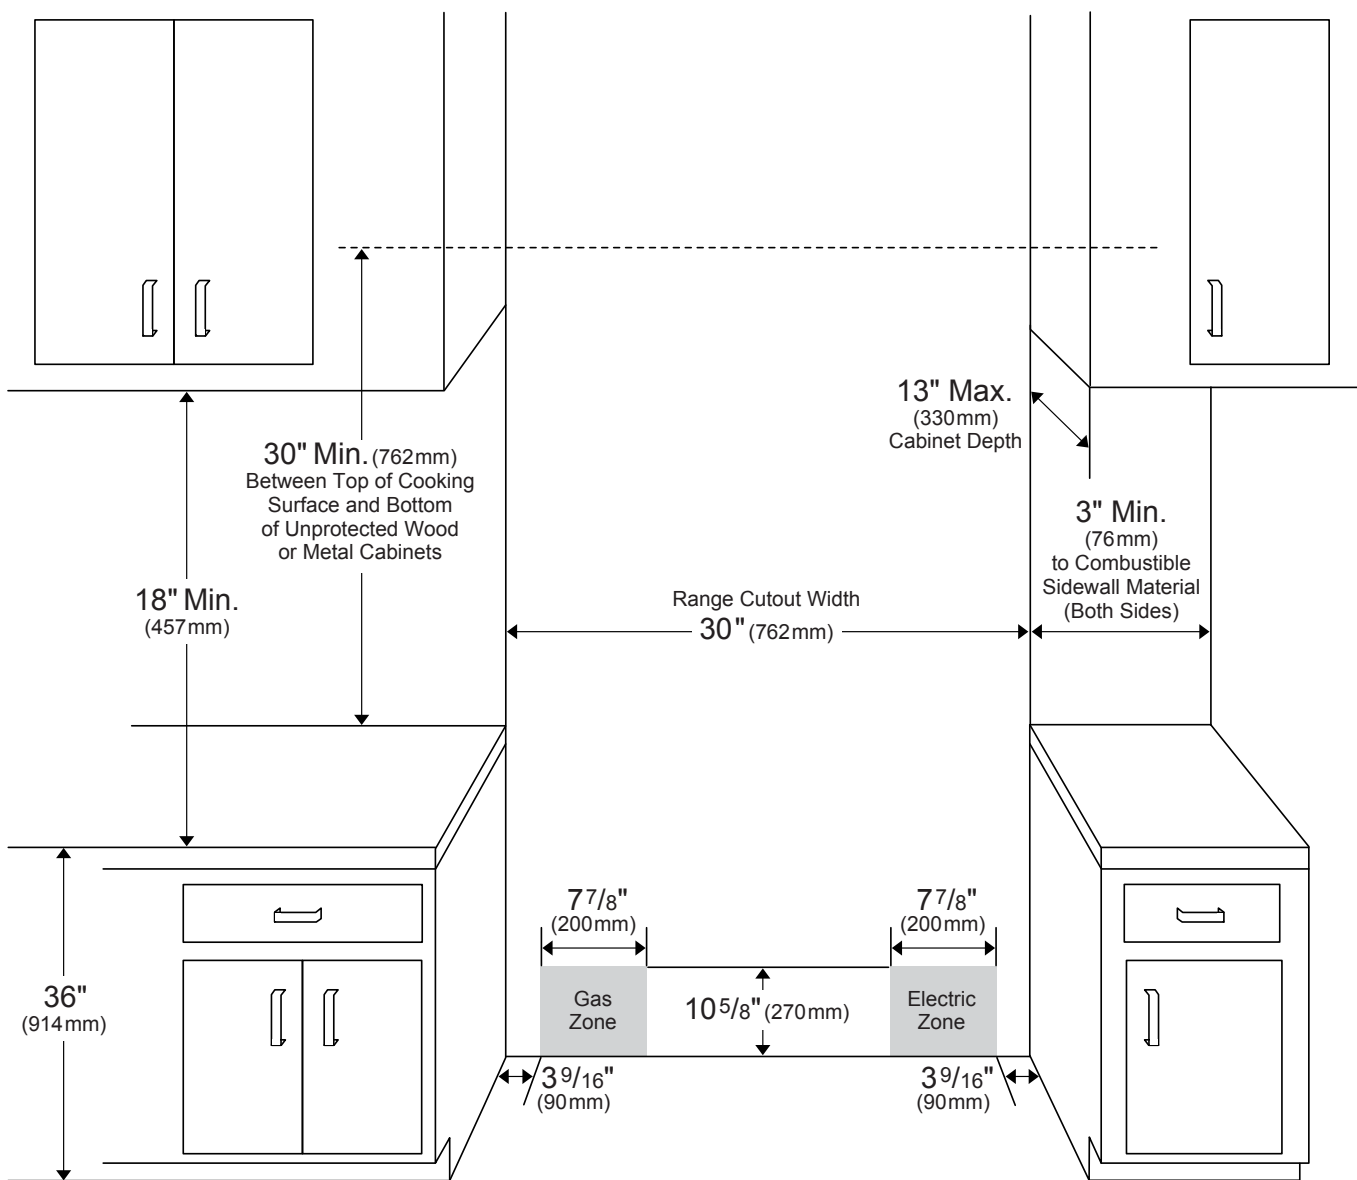 13" Max.
(330mm)
Cabinet Depth
30" Min. (762mm)
Between Top of Cooking
Surface and Bottom
of Unprotected Wood
or Metal Cabinets
3" Min.
(76mm)
to Combustible
Sidewall Material
(Both Sides)
18" Min.
(457mm)
Range Cutout Width
30" (762mm)
7 7/8"
(200mm)
7 7/8"
(200mm)
36"
(914mm)
Gas
Zone
10 5/8" (270mm)
Electric
Zone
3 9/16"
(90mm)
3 9/16"
(90mm)